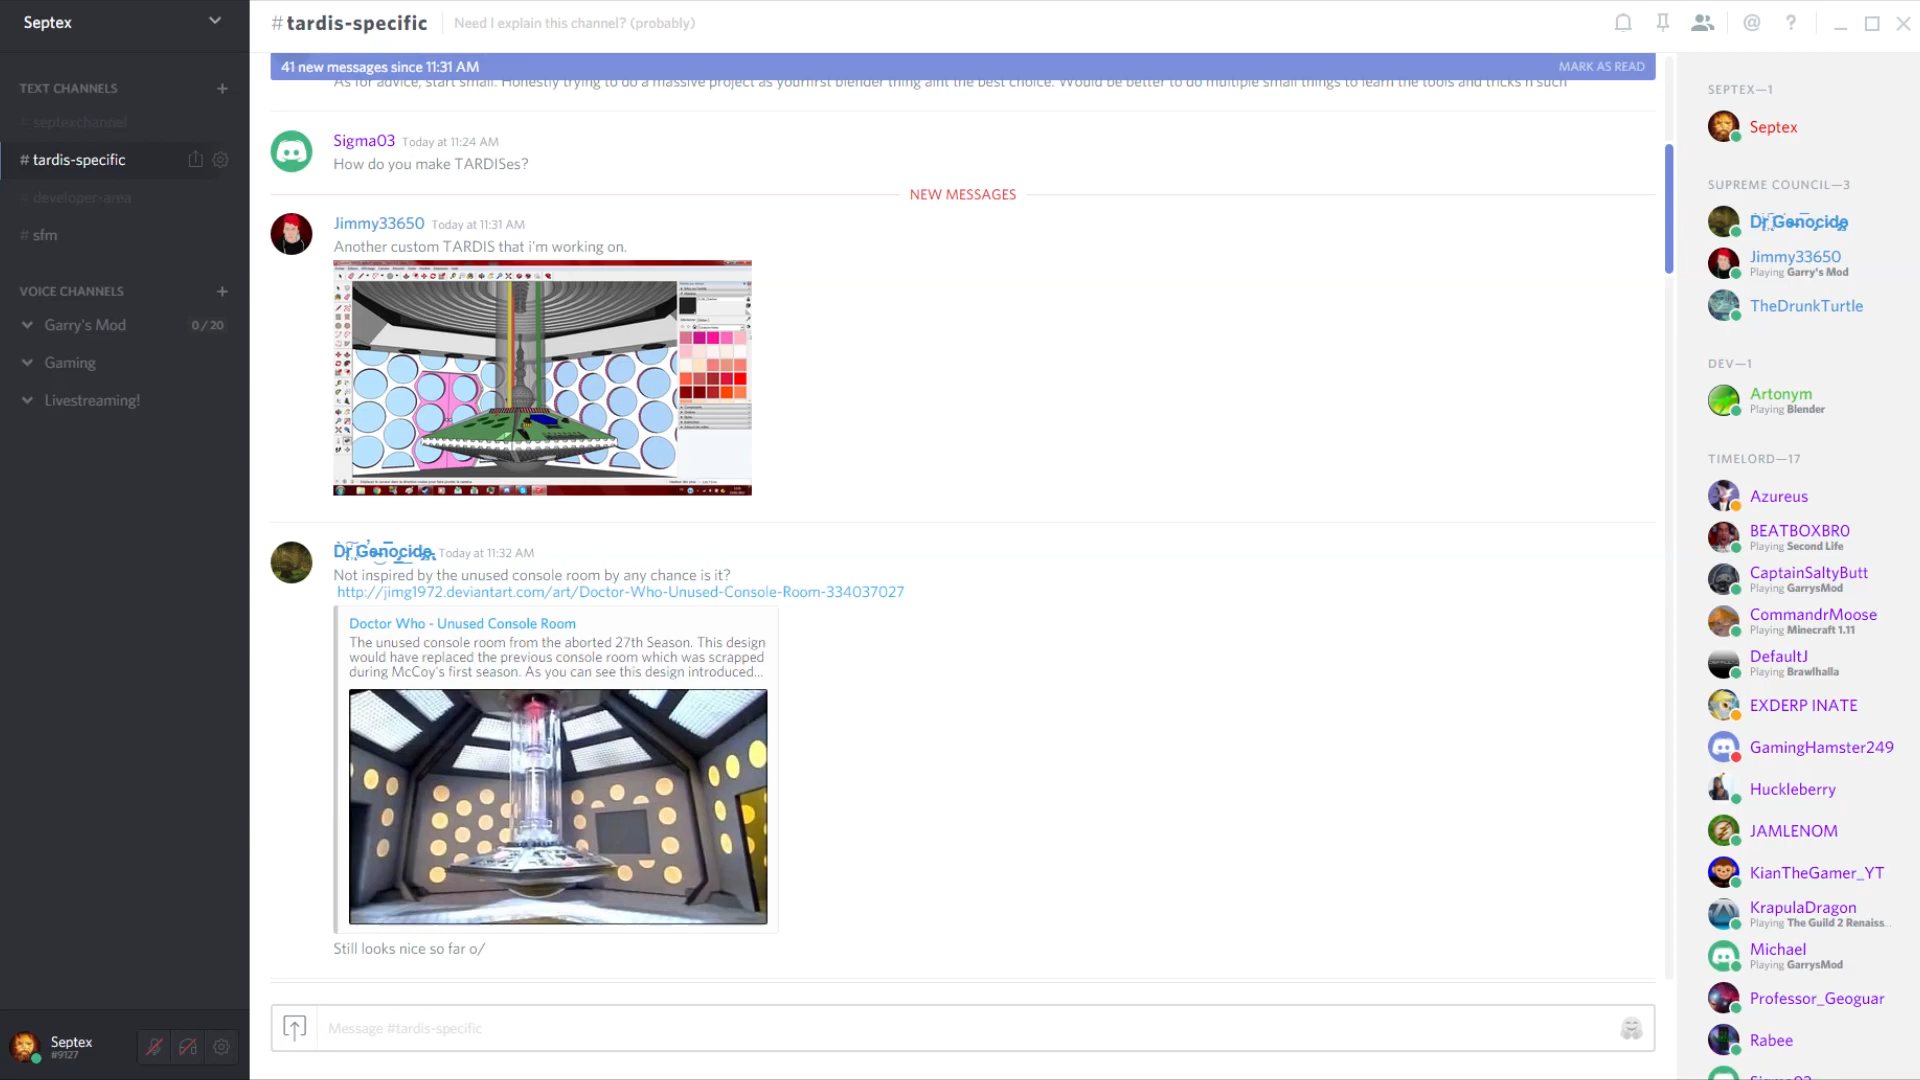 Septex
TEXT CHANNELS
# septexchannel
# tardis-specific
# developer-area
# sfm
VOICE CHANNELS
Garry's Mod 0 / 20
Gaming
Livestreaming!
Septex
#9127
#tardis-specific
Need I explain this channel? (probably)
41 new messages since 11:31 AM
MARK AS READ
As for advice, start small. Honestly trying to do a massive project as yourfirst blender thing aint the best choice. Would be better to do multiple small things to learn the tools and tricks n such
Sigma03 Today at 11:24 AM
How do you make TARDISes?
NEW MESSAGES
Jimmy33650 Today at 11:31 AM
Another custom TARDIS that i'm working on.
Dr Genocide Today at 11:32 AM
Not inspired by the unused console room by any chance is it?
http://jimg1972.deviantart.com/art/Doctor-Who-Unused-Console-Room-334037027
Doctor Who - Unused Console Room
The unused console room from the aborted 27th Season. This design
would have replaced the previous console room which was scrapped
during McCoy's first season. As you can see this design introduced...
Still looks nice so far o/
Message #tardis-specific
SEPTEX—1
Septex
SUPREME COUNCIL—3
Dr Genocide
Jimmy33650
Playing Garry's Mod
TheDrunkTurtle
DEV—1
Artonym
Playing Blender
TIMELORD—17
Azureus
BEATBOXBR0
Playing Second Life
CaptainSaltyButt
Playing GarrysMod
CommandrMoose
Playing Minecraft 1.11
DefaultJ
Playing Brawlhalla
EXDERP INATE
GamingHamster249
Huckleberry
JAMLENOM
KianTheGamer_YT
KrapulaDragon
Playing The Guild 2 Renaiss...
Michael
Playing GarrysMod
Professor_Geoguar
Rabee
Sigma03